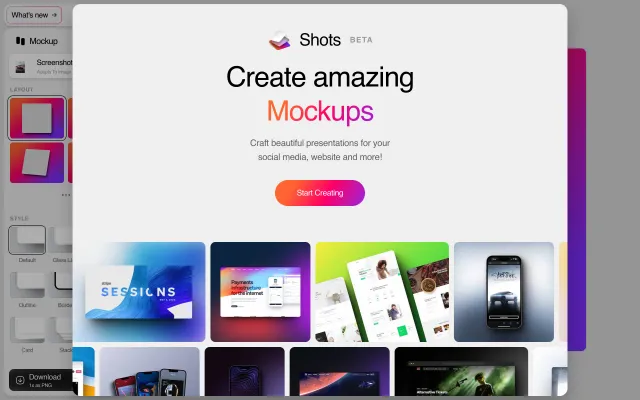 What's new →
Mockup
Screenshot
LAYOUT
STYLE
Default
Glass Li
Outline
Card
Stack
Download
1x as PNG
Shots BETA
Create amazing
Mockups
Craft beautiful presentations for your
social media, website and more!
Start Creating
SESSIONS
Payments
infrastructure
for the internet